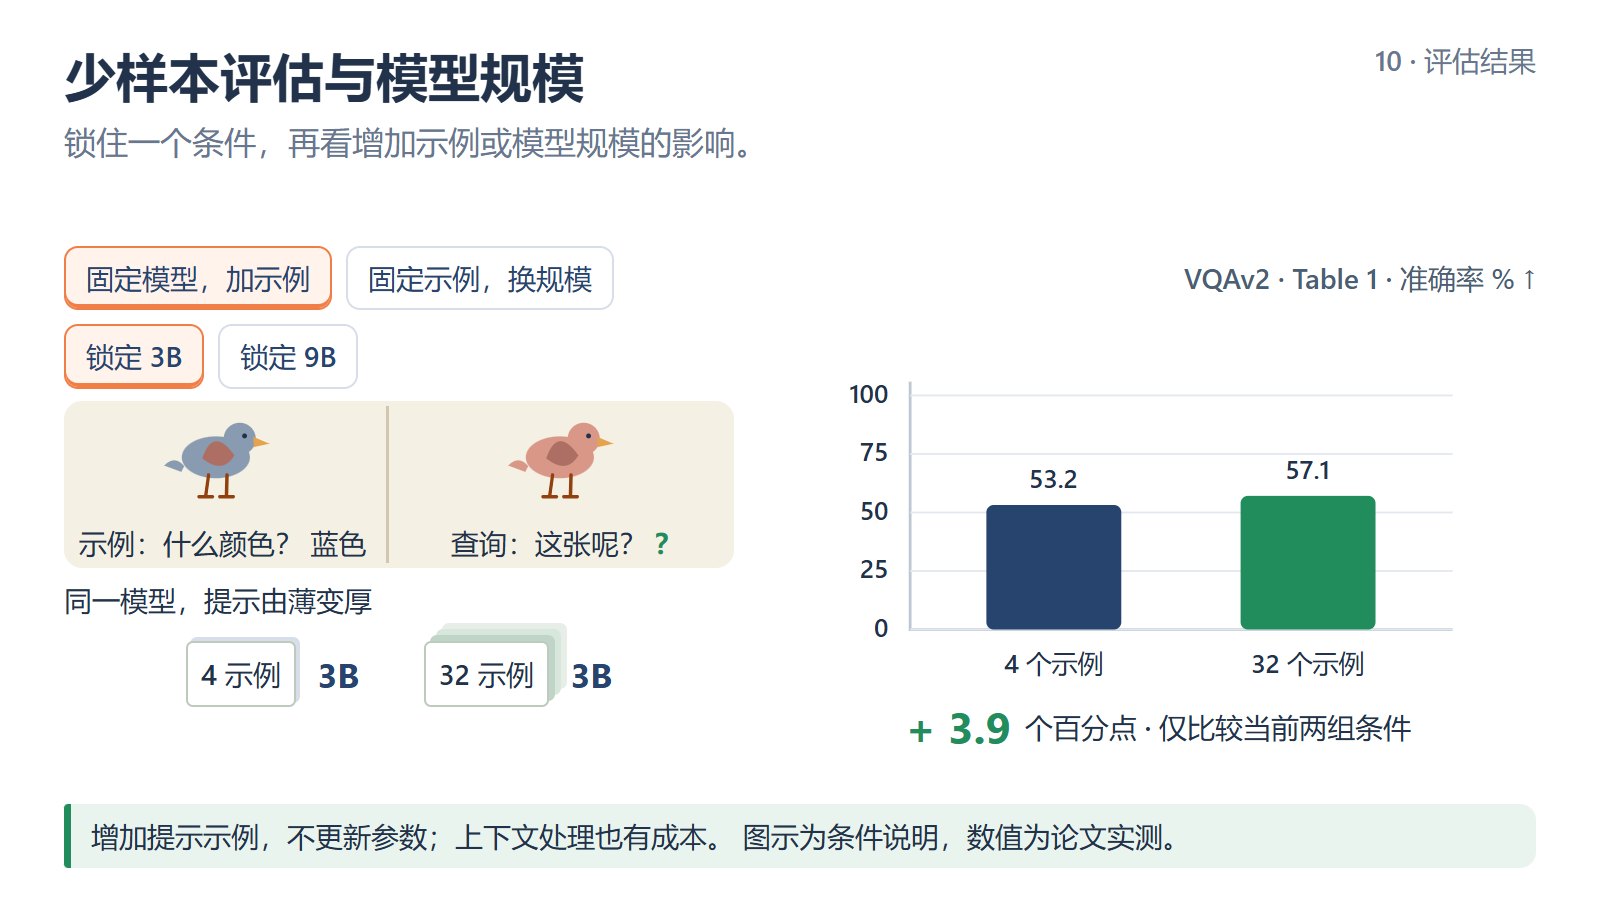 少样本评估与模型规模
10 · 评估结果
锁住一个条件，再看增加示例或模型规模的影响。
固定模型，加示例
固定示例，换规模
锁定 3B
锁定 9B
示例：什么颜色？ 蓝色
查询：这张呢？ ?
同一模型，提示由薄变厚
4 示例 3B
32 示例 3B
VQAv2 · Table 1 · 准确率 % ↑
100
75
50
25
0
53.2
57.1
4 个示例
32 个示例
+ 3.9 个百分点 · 仅比较当前两组条件
增加提示示例，不更新参数；上下文处理也有成本。 图示为条件说明，数值为论文实测。